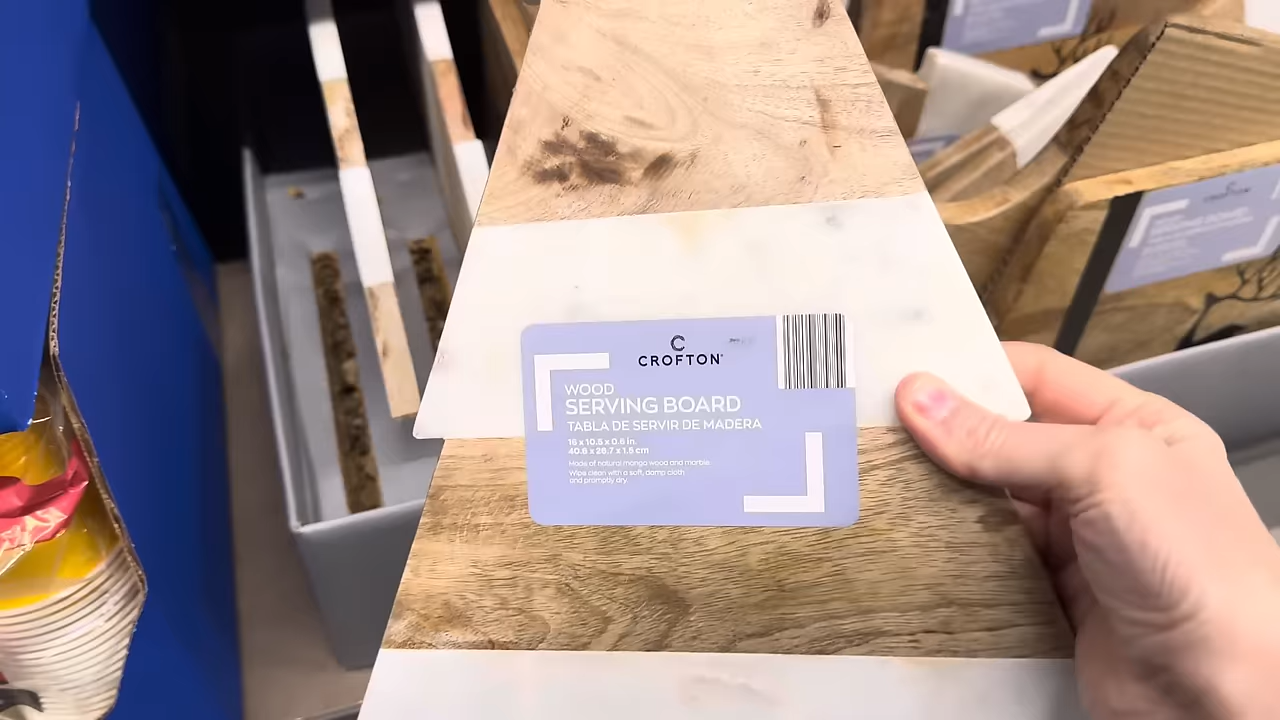 CROFTON
WOOD
SERVING BOARD
TABLA DE SERVIR DE MADERA
16 x 10.5 x 0.6 in.
40.6 x 26.7 x 1.5 cm
Made of natural mango wood and marble.
Wipe clean with a soft, damp cloth
and promptly dry.
CROFTON